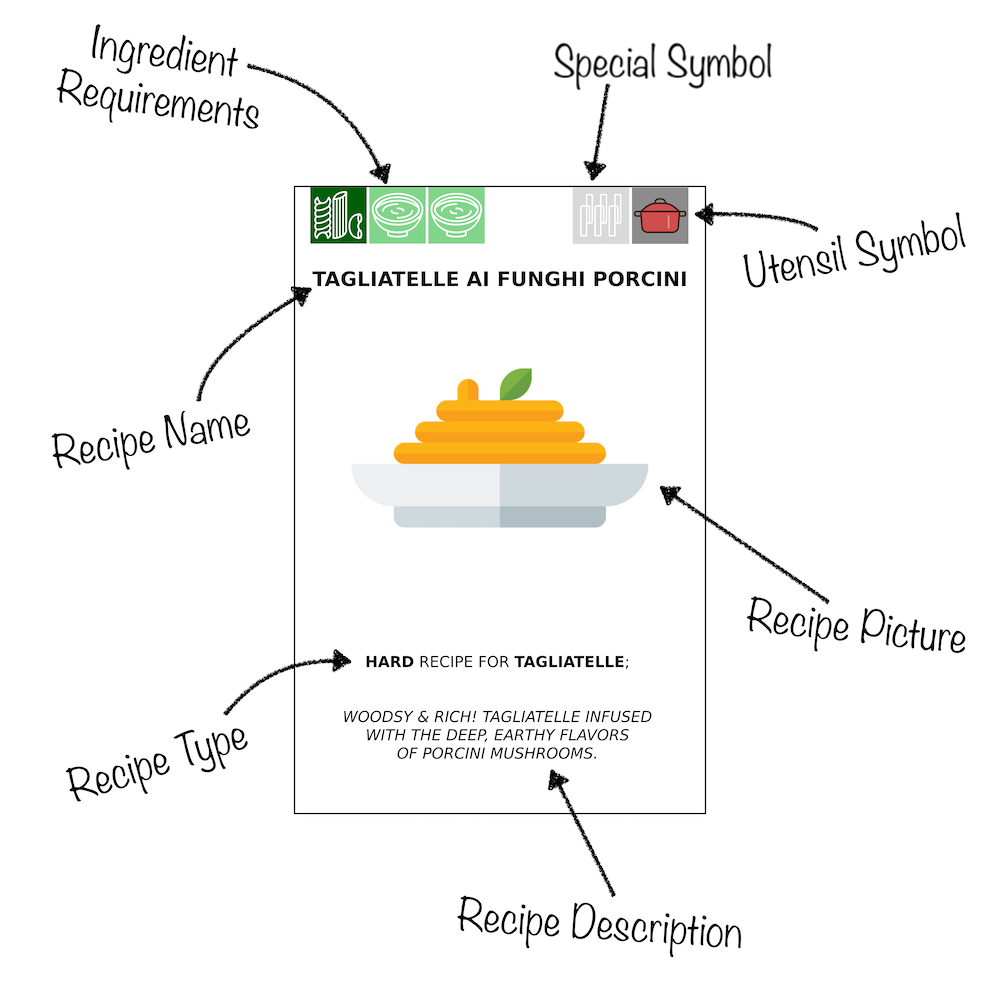 Ingredient
Requirements
Special Symbol
Utensil Symbol
TAGLIATELLE AI FUNGHI PORCINI
Recipe Name
Recipe Picture
HARD RECIPE FOR TAGLIATELLE;
Recipe Type
WOODSY & RICH! TAGLIATELLE INFUSED
WITH THE DEEP, EARTHY FLAVORS
OF PORCINI MUSHROOMS.
Recipe Description